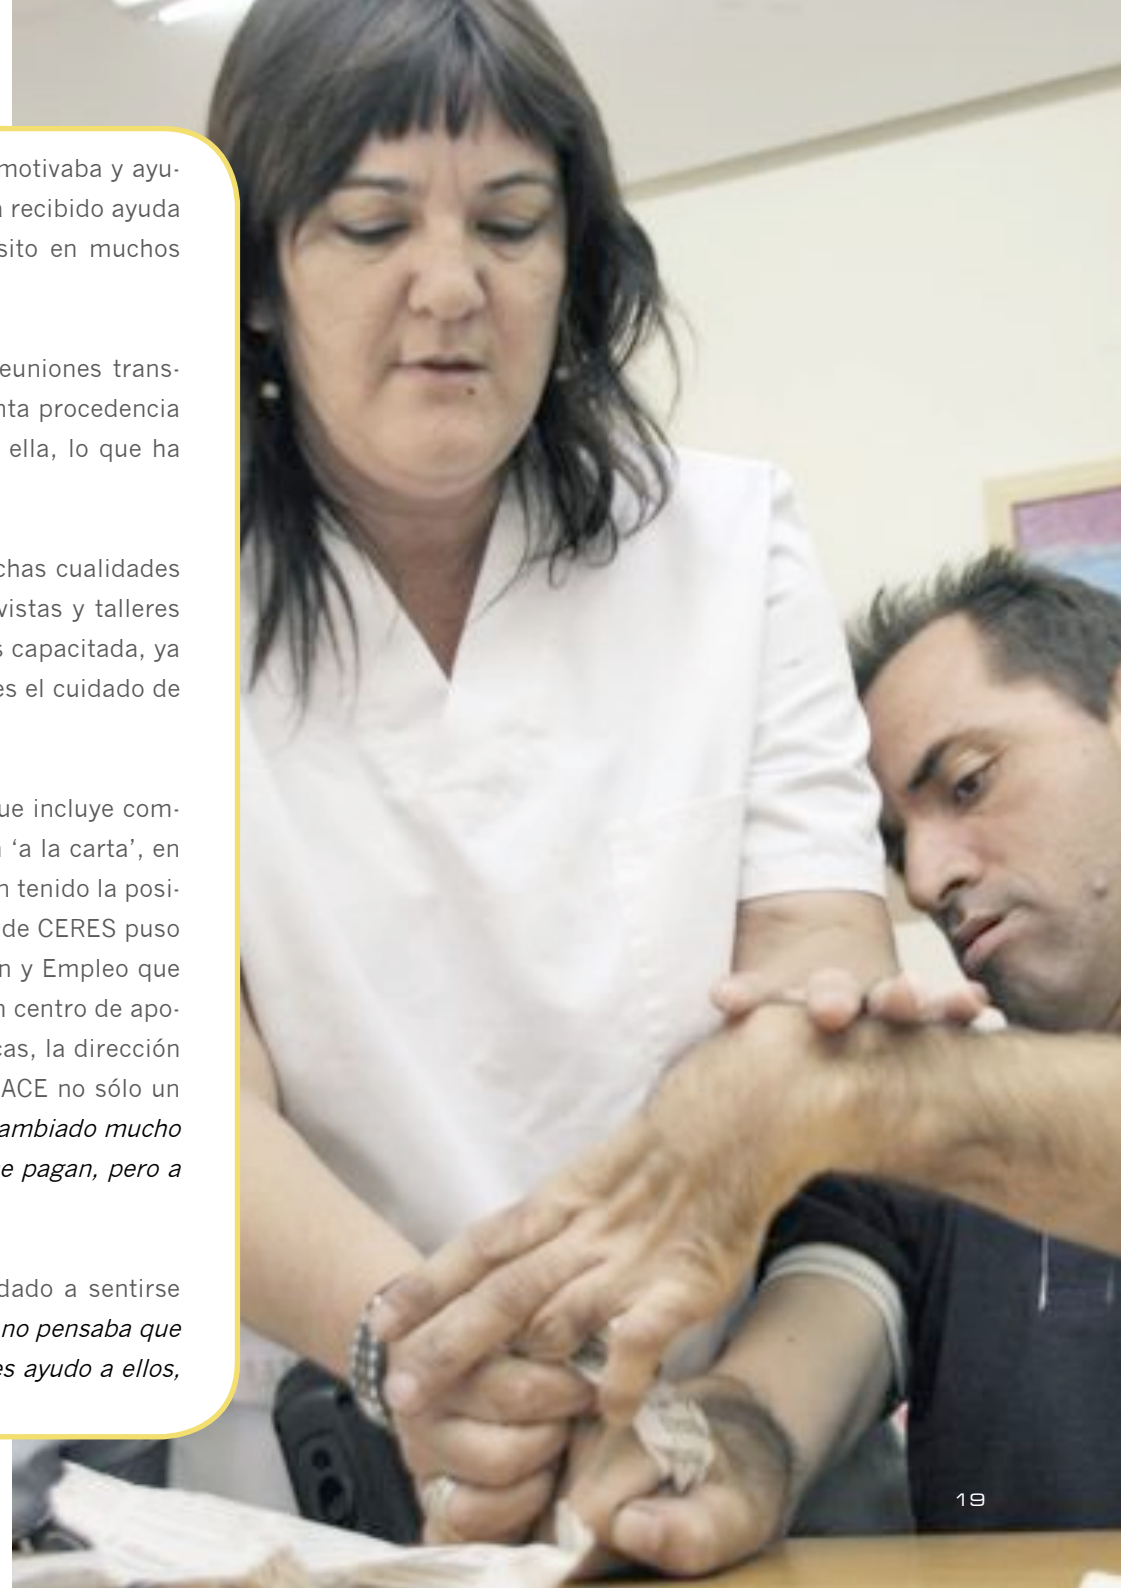 motivaba y ayu-
recibido ayuda
sito en muchos
euniones trans-
nta procedencia
ella, lo que ha
chas cualidades
vistas y talleres
s capacitada, ya
es el cuidado de
ue incluye com-
‘a la carta’, en
n tenido la posi-
de CERES puso
n y Empleo que
n centro de apo-
cas, la dirección
ACE no sólo un
ambiado mucho
e pagan, pero a
dado a sentirse
no pensaba que
es ayudo a ellos,
19